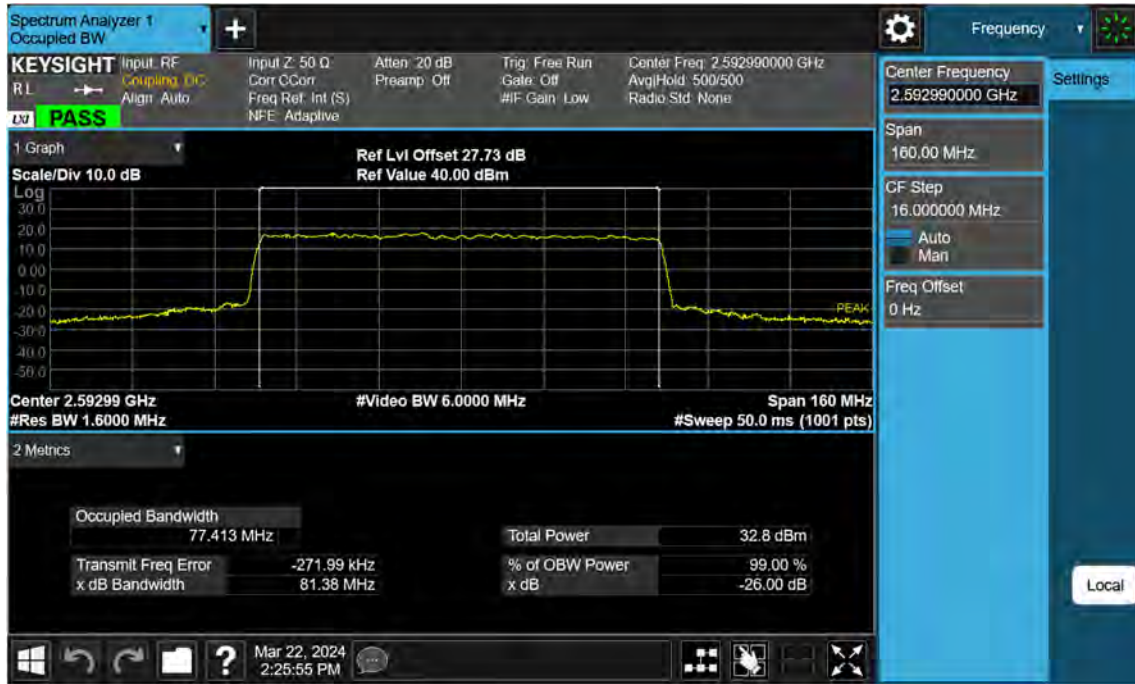 Spectrum Analyzer 1
Occupied BW
Frequency
KEYSIGHT
RL
LXI
PASS
Input: RF
Coupling: DC
Align: Auto
Input Z: 50 Ω
Corr CCorr
Freq Ref: Int (S)
NFE: Adaptive
Atten: 20 dB
Preamp: Off
Trig: Free Run
Gate: Off
#IF Gain: Low
Center Freq: 2.592990000 GHz
Avg|Hold: 500/500
Radio Std: None
Center Frequency
2.592990000 GHz
Settings
Span
160.00 MHz
CF Step
16.000000 MHz
Auto
Man
Freq Offset
0 Hz
1 Graph
Scale/Div 10.0 dB
Ref Lvl Offset 27.73 dB
Ref Value 40.00 dBm
Log
30.0
20.0
10.0
0.00
-10.0
-20.0
-30.0
-40.0
-50.0
PEAK
Center 2.59299 GHz
#Video BW 6.0000 MHz
Span 160 MHz
#Res BW 1.6000 MHz
#Sweep 50.0 ms (1001 pts)
2 Metrics
Occupied Bandwidth
77.413 MHz
Total Power 32.8 dBm
Transmit Freq Error -271.99 kHz
% of OBW Power 99.00 %
x dB Bandwidth 81.38 MHz
x dB -26.00 dB
Local
?
Mar 22, 2024
2:25:55 PM